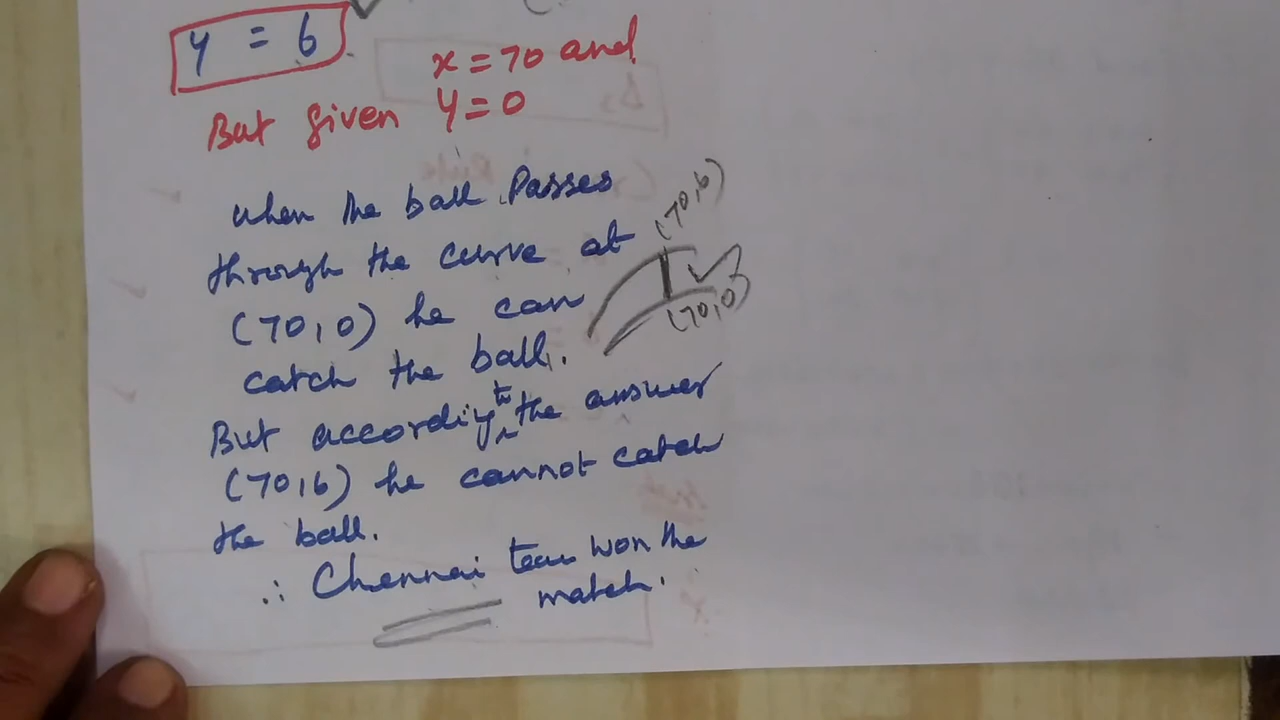 y = 6
x = 70 and
But given y = 0
when the ball Passes
through the curve at
(70,6)
(70,0) he can
(70,0)
catch the ball.
But accordig to the answer
(70,6) he cannot catch
the ball.
∴ Chennai team won the
match.